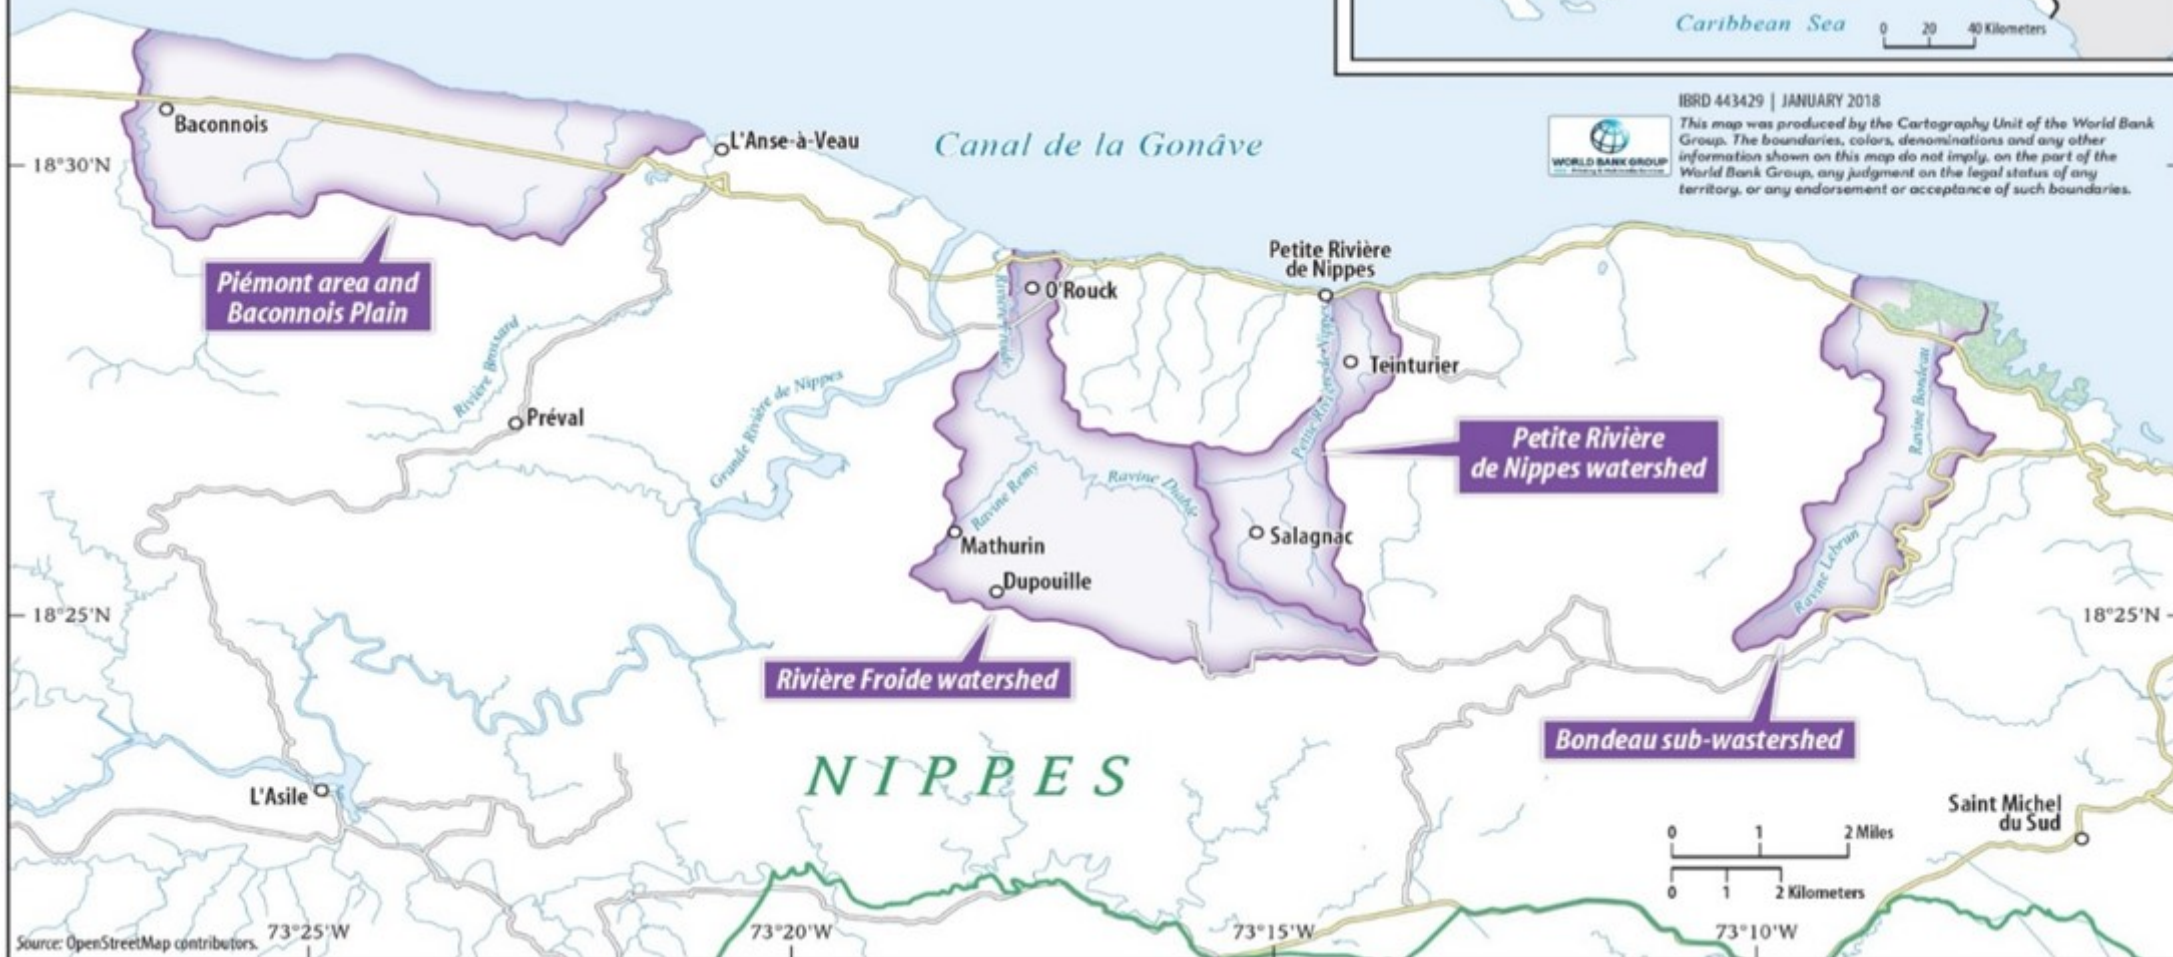 Caribbean Sea
0 20 40 Kilometers
IBRD 443429 | JANUARY 2018
This map was produced by the Cartography Unit of the World Bank
Group. The boundaries, colors, denominations and any other
information shown on this map do not imply, on the part of the
World Bank Group, any judgment on the legal status of any
territory, or any endorsement or acceptance of such boundaries.
WORLD BANK GROUP
Baconnois
L'Anse-à-Veau
Canal de la Gonâve
18°30'N
Piémont area and
Baconnois Plain
Petite Rivière
de Nippes
O'Rouck
Rivière Froide
Petite Rivière de Nippes
Teinturier
Rivière Brossard
Grande Rivière de Nippes
Préval
Ravine Bondeau
Petite Rivière
de Nippes watershed
Ravine Remy
Ravine Diable
Mathurin
Salagnac
Dupouille
Ravine Lebrun
18°25'N
18°25'N
Rivière Froide watershed
Bondeau sub-wastershed
NIPPES
L'Asile
Saint Michel
du Sud
0 1 2 Miles
0 1 2 Kilometers
73°25'W
73°20'W
73°15'W
73°10'W
Source: OpenStreetMap contributors.